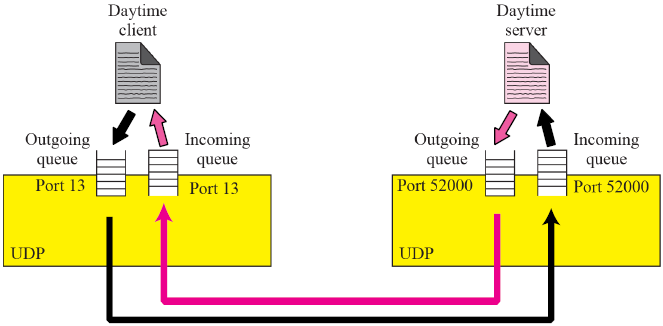 Daytime
client
Daytime
server
Outgoing
queue
Incoming
queue
Outgoing
queue
Incoming
queue
Port 13
Port 13
Port 52000
Port 52000
UDP
UDP